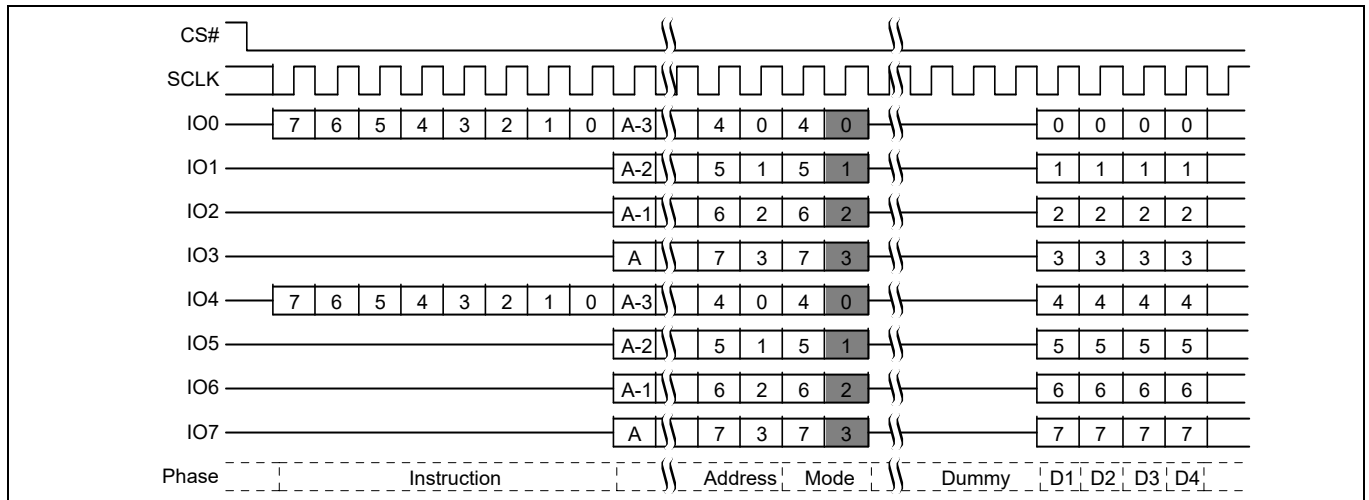 CS#
SCLK
IO0 7 6 5 4 3 2 1 0 A-3 4 0 4 0 0 0 0 0
IO1 A-2 5 1 5 1 1 1 1 1
IO2 A-1 6 2 6 2 2 2 2 2
IO3 A 7 3 7 3 3 3 3 3
IO4 7 6 5 4 3 2 1 0 A-3 4 0 4 0 4 4 4 4
IO5 A-2 5 1 5 1 5 5 5 5
IO6 A-1 6 2 6 2 6 6 6 6
IO7 A 7 3 7 3 7 7 7 7
Phase Instruction Address Mode Dummy D1 D2 D3 D4